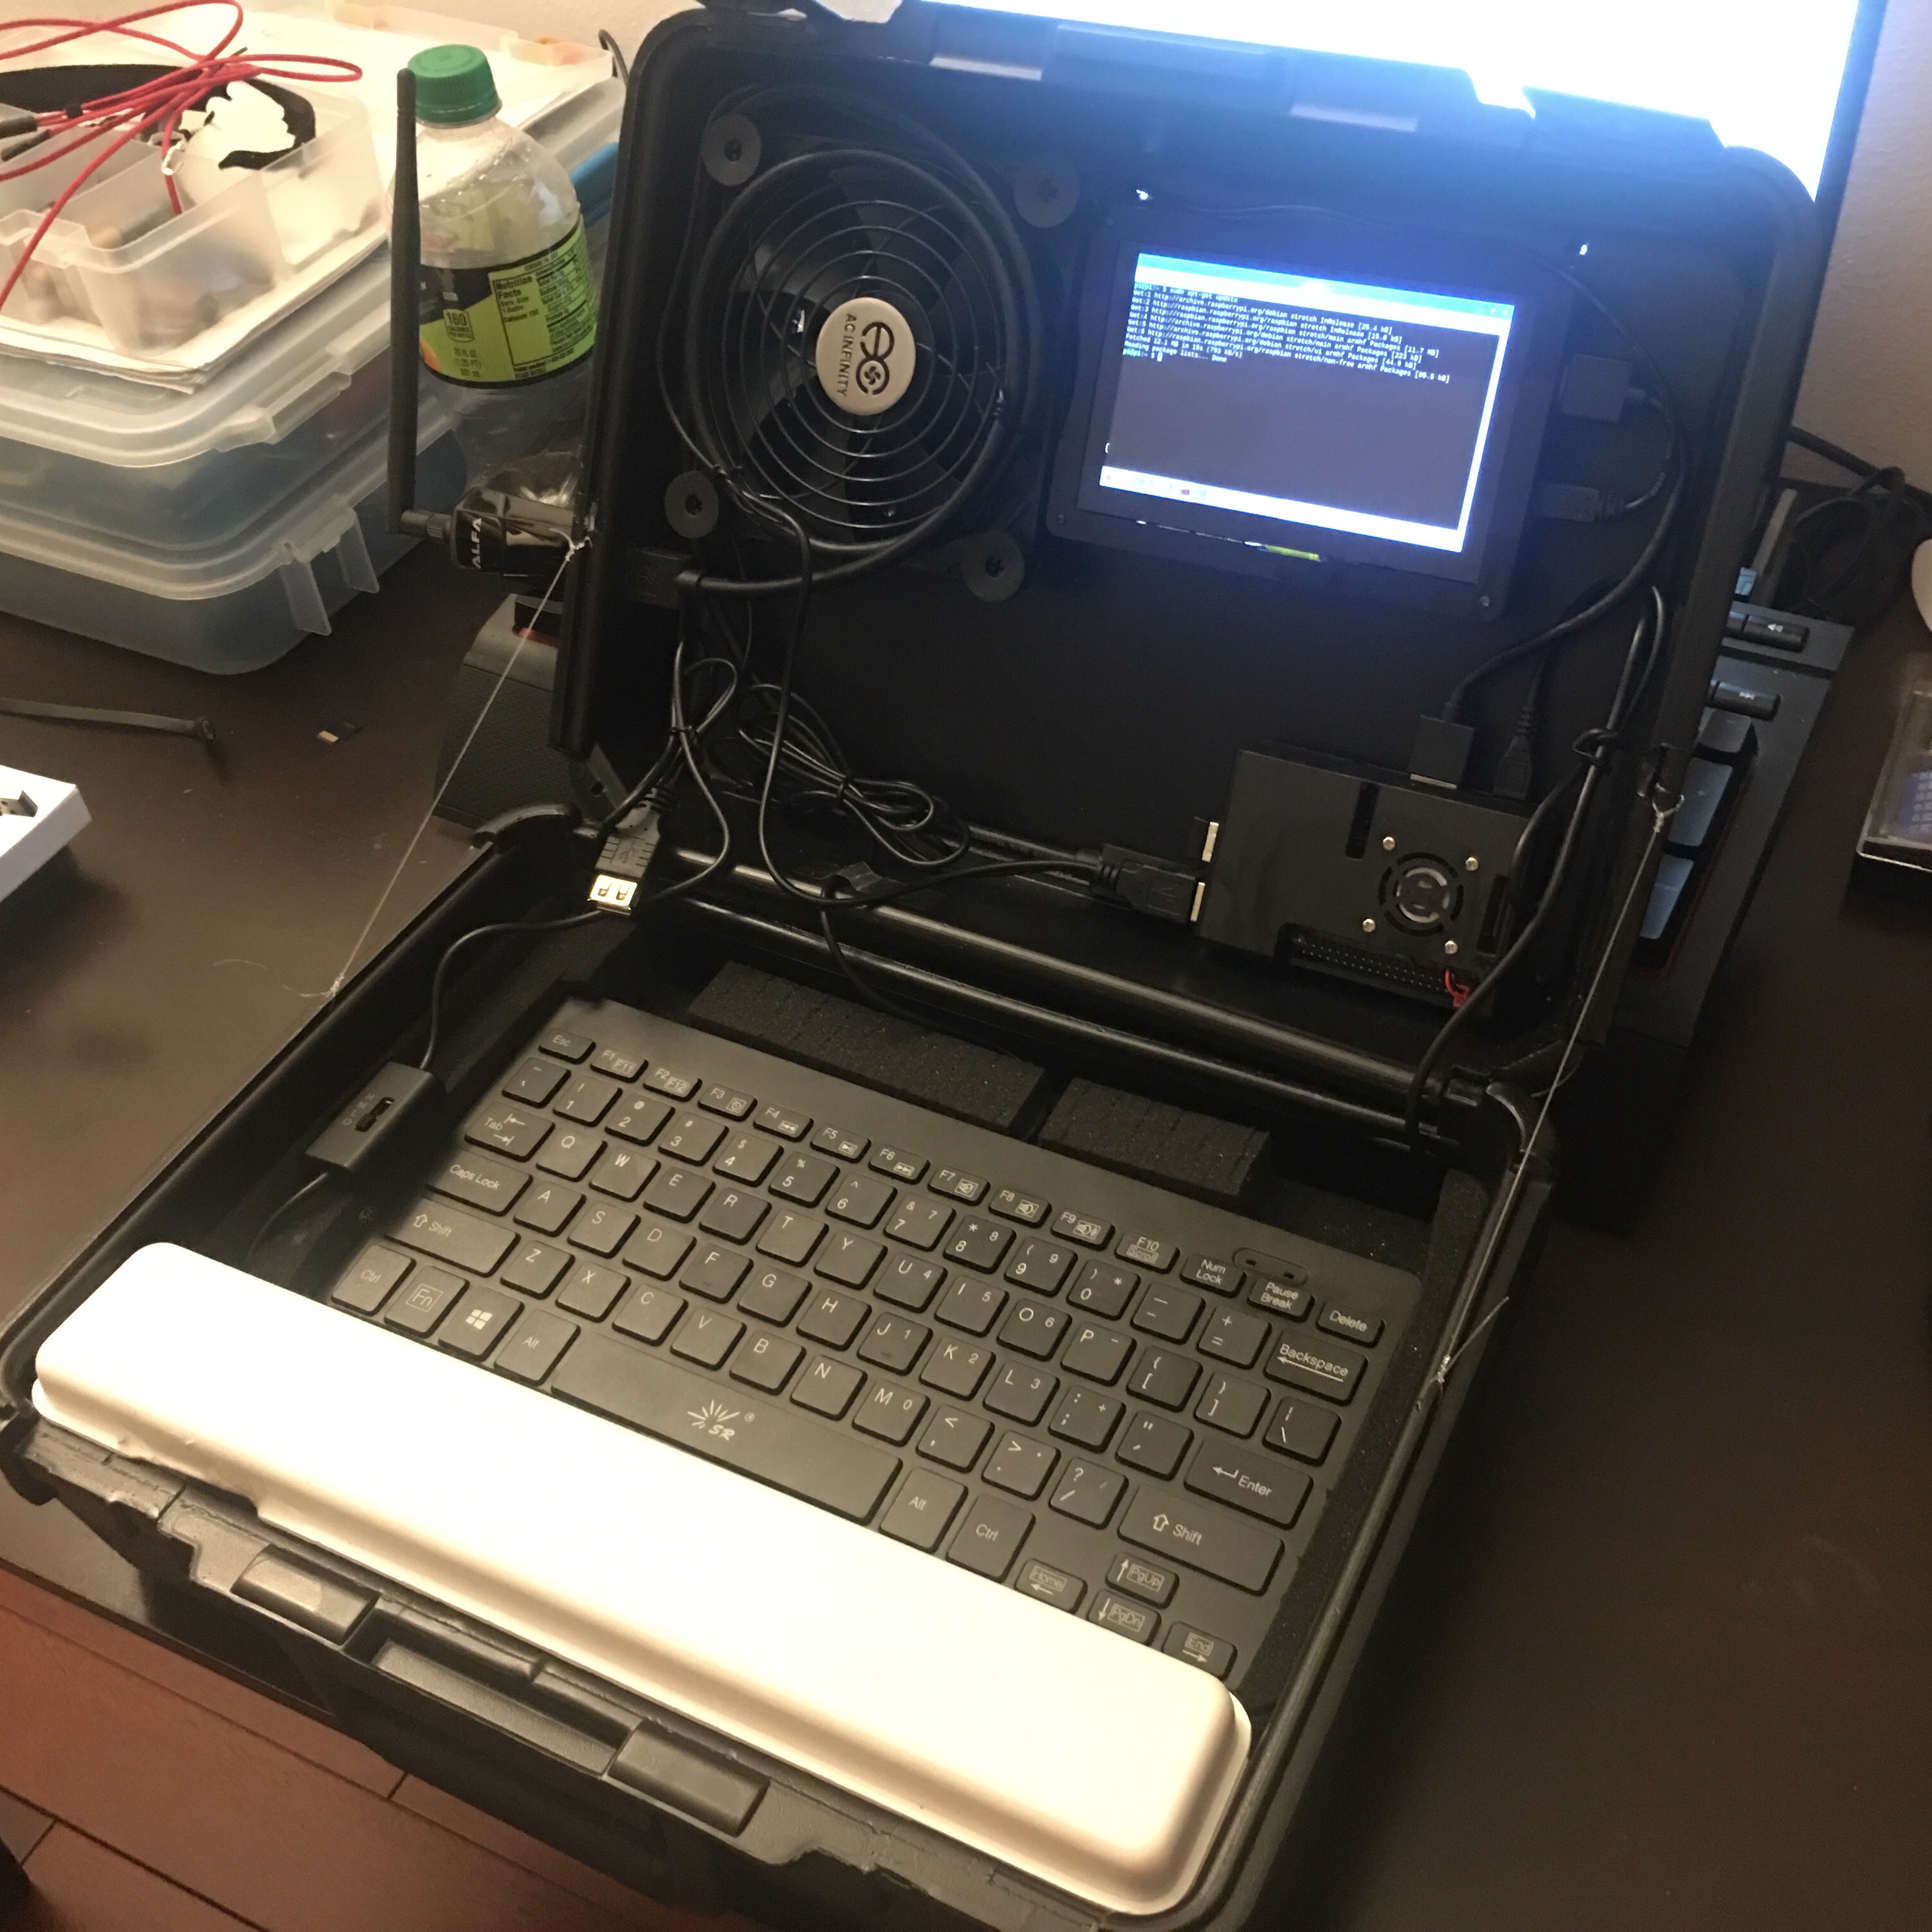 Nutrition
Facts
160
AC INFINITY
ALFA
pi@pi:~ $ sudo apt-get update
Get:1 http://archive.raspberrypi.org/debian stretch InRelease [25.4 kB]
Get:2 http://raspbian.raspberrypi.org/raspbian stretch InRelease [15.0 kB]
Get:3 http://raspbian.raspberrypi.org/raspbian stretch/main armhf Packages [11.7 MB]
Get:4 http://archive.raspberrypi.org/debian stretch/main armhf Packages [223 kB]
Get:5 http://archive.raspberrypi.org/debian stretch/ui armhf Packages [44.9 kB]
Get:6 http://raspbian.raspberrypi.org/raspbian stretch/non-free armhf Packages [95.5 kB]
Fetched 12.1 MB in 15s (793 kB/s)
Reading package lists... Done
pi@pi:~ $
Esc F1 F11 F2 F12 F3 F4 F5 F6 F7 F8 F9 F10 Scroll Num Lock Pause Break Delete
~ ` ! 1 @ 2 # 3 $ 4 % 5 ^ 6 & 7 7 * 8 8 ( 9 9 ) 0 * _ - + = Backspace
Tab Q W E R T Y U 4 I 5 O 6 P - { [ } ] | \
Caps Lock A S D F G H J 1 K 2 L 3 : ; + " ' Enter
Shift Z X C V B N M 0 < , > . . ? / / Shift
Ctrl Fn Alt SR ® Alt Ctrl Home PgUp PgDn End